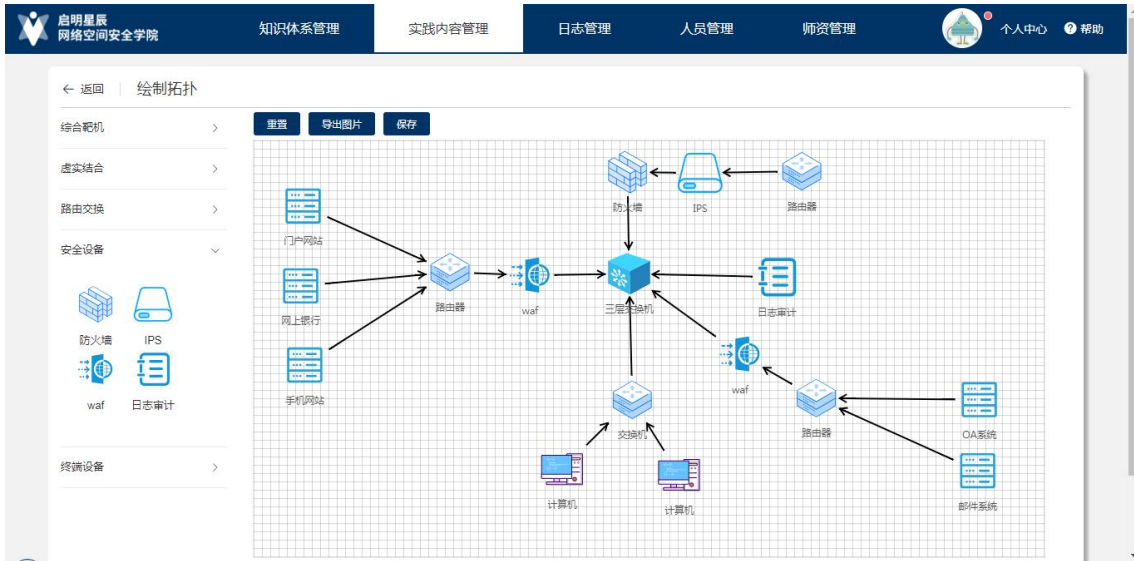 启明星辰
网络空间安全学院
知识体系管理
实践内容管理
日志管理
人员管理
师资管理
个人中心
? 帮助
← 返回
绘制拓扑
综合靶机
虚实结合
路由交换
安全设备
防火墙
IPS
waf
日志审计
终端设备
重置
导出图片
保存
防火墙
IPS
路由器
门户网站
网上银行
手机网站
路由器
waf
三层交换机
日志审计
waf
交换机
路由器
OA系统
邮件系统
计算机
计算机